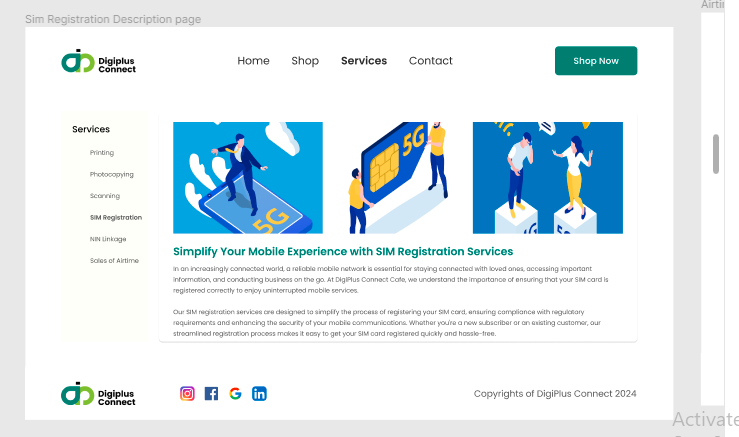 Sim Registration Description page
Digiplus
Connect
Home Shop Services Contact
Shop Now
Services
Printing
Photocopying
Scanning
SIM Registration
NIN Linkage
Sales of Airtime
5G
5G
Simplify Your Mobile Experience with SIM Registration Services
In an increasingly connected world, a reliable mobile network is essential for staying connected with loved ones, accessing important
information, and conducting business on the go. At DigiPlus Connect Cafe, we understand the importance of ensuring that your SIM card is
registered correctly to enjoy uninterrupted mobile services.
Our SIM registration services are designed to simplify the process of registering your SIM card, ensuring compliance with regulatory
requirements and enhancing the security of your mobile communications. Whether you're a new subscriber or an existing customer, our
streamlined registration process makes it easy to get your SIM card registered quickly and hassle-free.
Digiplus
Connect
Copyrights of DigiPlus Connect 2024